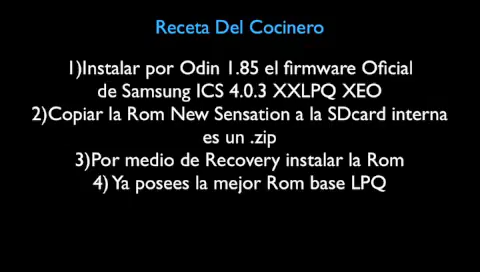 Receta Del Cocinero
1)Instalar por Odin 1.85 el firmware Oficial
de Samsung ICS 4.0.3 XXLPQ XEO
2)Copiar la Rom New Sensation a la SDcard interna
es un .zip
3)Por medio de Recovery instalar la Rom
4) Ya posees la mejor Rom base LPQ